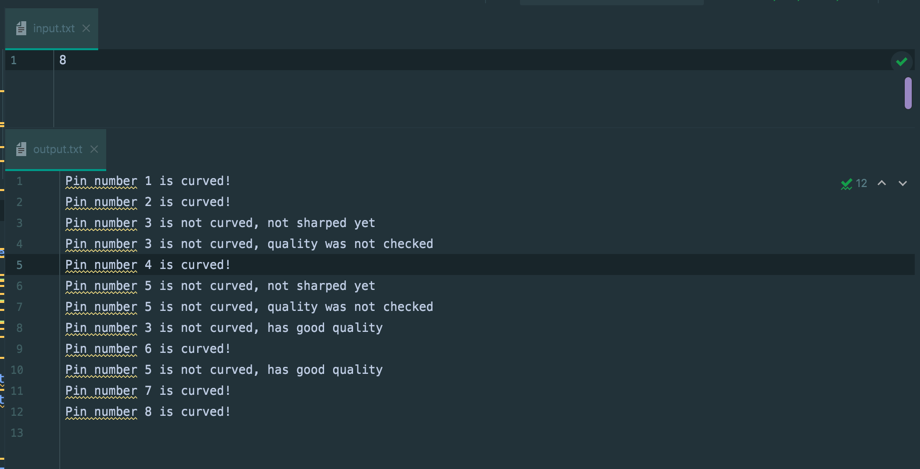 input.txt
1 8
output.txt
12
1 Pin number 1 is curved!
2 Pin number 2 is curved!
3 Pin number 3 is not curved, not sharped yet
4 Pin number 3 is not curved, quality was not checked
5 Pin number 4 is curved!
6 Pin number 5 is not curved, not sharped yet
7 Pin number 5 is not curved, quality was not checked
8 Pin number 3 is not curved, has good quality
9 Pin number 6 is curved!
10 Pin number 5 is not curved, has good quality
11 Pin number 7 is curved!
12 Pin number 8 is curved!
13